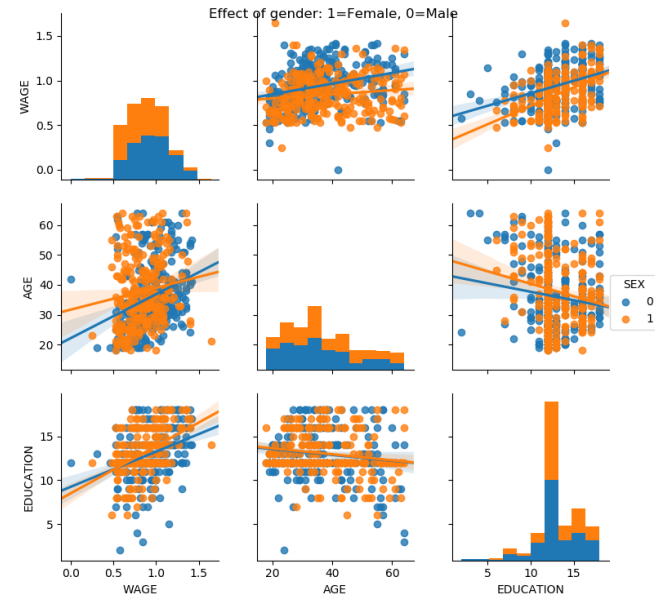 Effect of gender: 1=Female, 0=Male
WAGE
1.5
1.0
0.5
0.0
AGE
60
50
40
30
20
SEX
0
1
EDUCATION
15
10
5
0.0 0.5 1.0 1.5
20 40 60
5 10 15
WAGE
AGE
EDUCATION